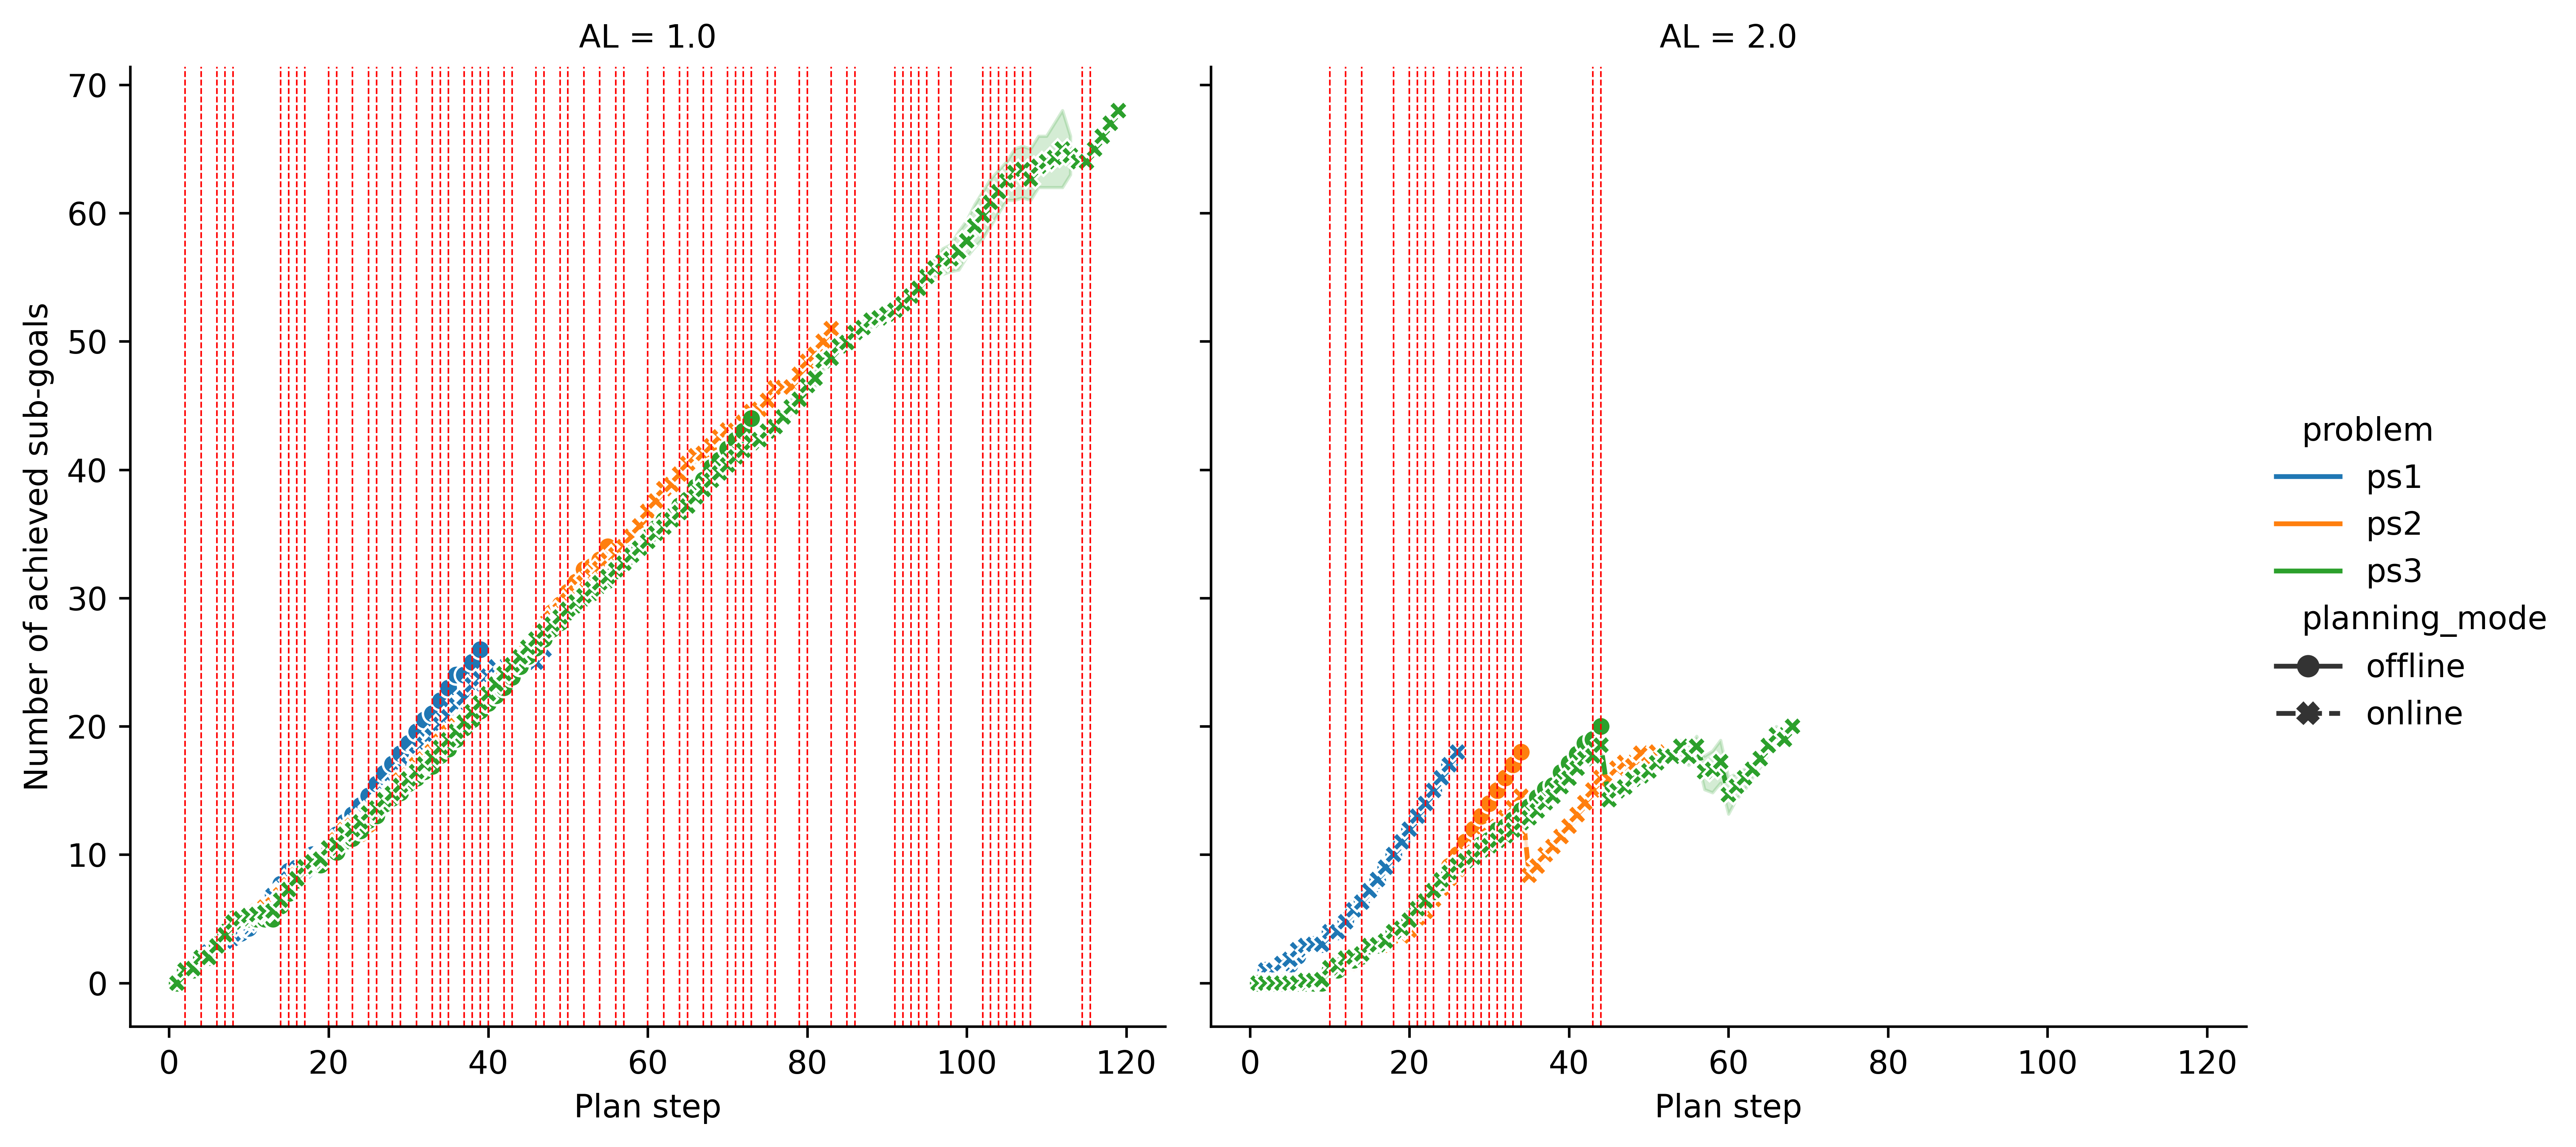 AL = 1.0
AL = 2.0
Number of achieved sub-goals
70
60
50
40
30
20
10
0
0 20 40 60 80 100 120
0 20 40 60 80 100 120
Plan step
Plan step
problem
ps1
ps2
ps3
planning_mode
offline
online